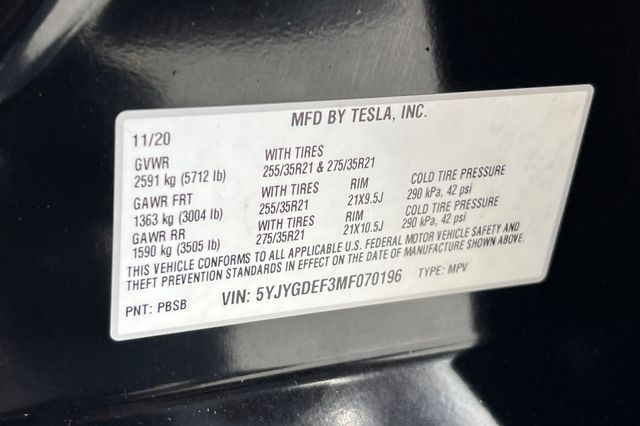 MFD BY TESLA, INC.
11/20
GVWR WITH TIRES
2591 kg (5712 lb) 255/35R21 & 275/35R21
GAWR FRT WITH TIRES RIM COLD TIRE PRESSURE
1363 kg (3004 lb) 255/35R21 21X9.5J 290 kPa, 42 psi
GAWR RR WITH TIRES RIM COLD TIRE PRESSURE
1590 kg (3505 lb) 275/35R21 21X10.5J 290 kPa, 42 psi
THIS VEHICLE CONFORMS TO ALL APPLICABLE U.S. FEDERAL MOTOR VEHICLE SAFETY AND
THEFT PREVENTION STANDARDS IN EFFECT ON THE DATE OF MANUFACTURE SHOWN ABOVE.
PNT: PBSB VIN: 5YJYGDEF3MF070196 TYPE: MPV